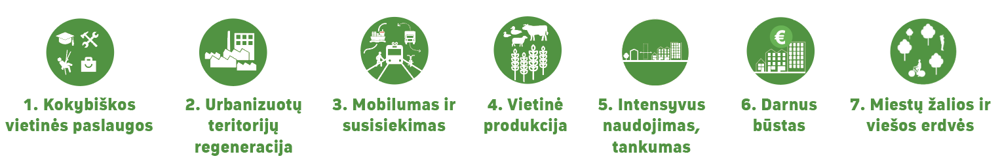 €
1. Kokybiškos
vietinės paslaugos
2. Urbanizuotų
teritorijų
regeneracija
3. Mobilumas ir
susisiekimas
4. Vietinė
produkcija
5. Intensyvus
naudojimas,
tankumas
6. Darnus
būstas
7. Miestų žalios ir
viešos erdvės